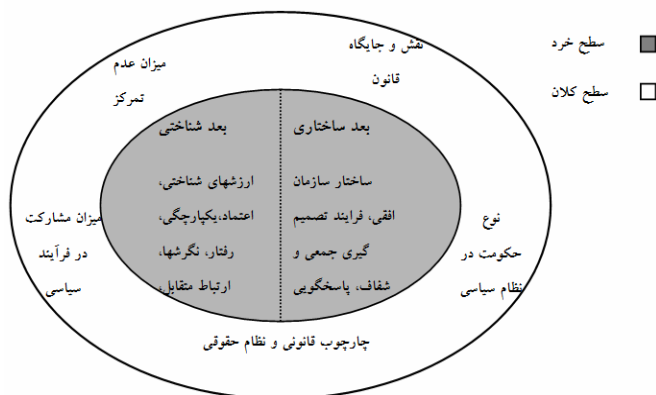 سطح خرد
سطح کلان
نقش و جایگاه
قانون
میزان عدم
تمرکز
بعد ساختاری
بعد شناختی
ساختار سازمان
افقی، فرایند تصمیم
گیری جمعی و
شفاف، پاسخگویی
ارزشهای شناختی،
اعتماد،یکپارچگی،
رفتار، نگرشها،
ارتباط متقابل،
نوع
حکومت در
نظام سیاسی
میزان مشارکت
در فرآیند
سیاسی
چارچوب قانونی و نظام حقوقی